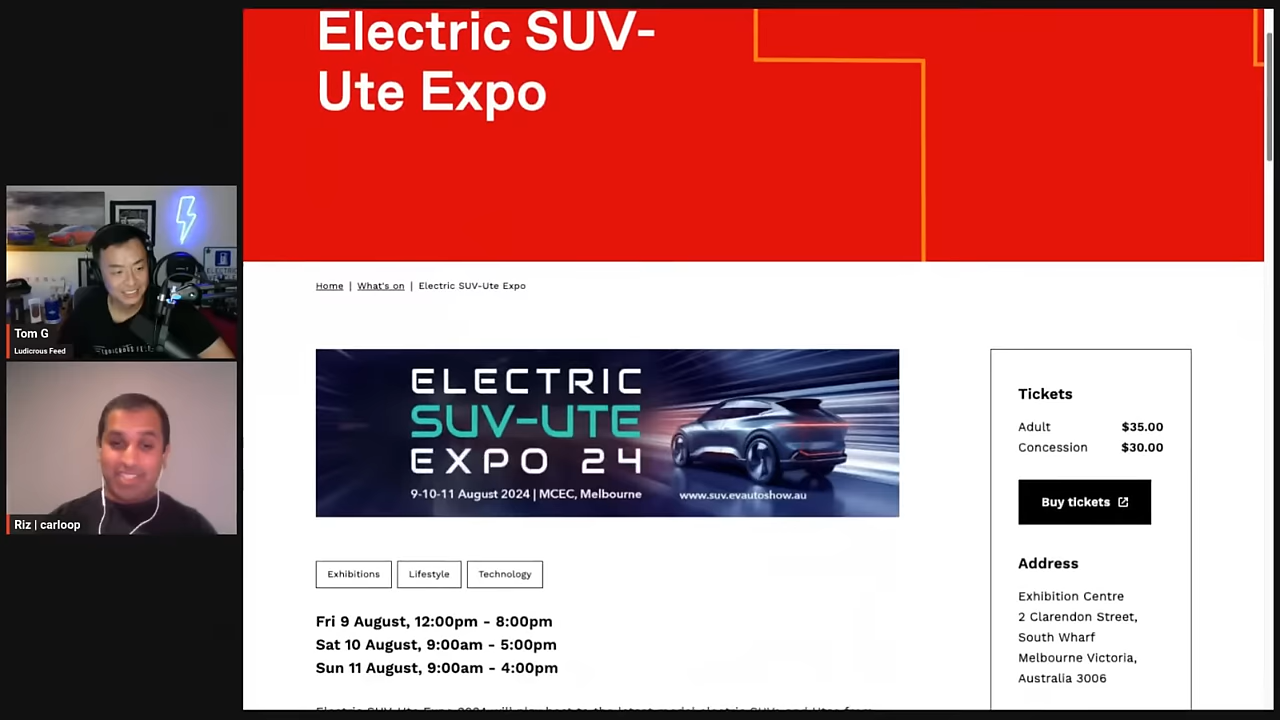 Electric SUV-
Ute Expo
Home | What's on | Electric SUV-Ute Expo
ELECTRIC
SUV-UTE
EXPO 24
9-10-11 August 2024 | MCEC, Melbourne
www.suv.evautoshow.au
Exhibitions
Lifestyle
Technology
Fri 9 August, 12:00pm - 8:00pm
Sat 10 August, 9:00am - 5:00pm
Sun 11 August, 9:00am - 4:00pm
Tickets
Adult $35.00
Concession $30.00
Buy tickets
Address
Exhibition Centre
2 Clarendon Street,
South Wharf
Melbourne Victoria,
Australia 3006
Tom G
Ludicrous Feed
Riz | carloop